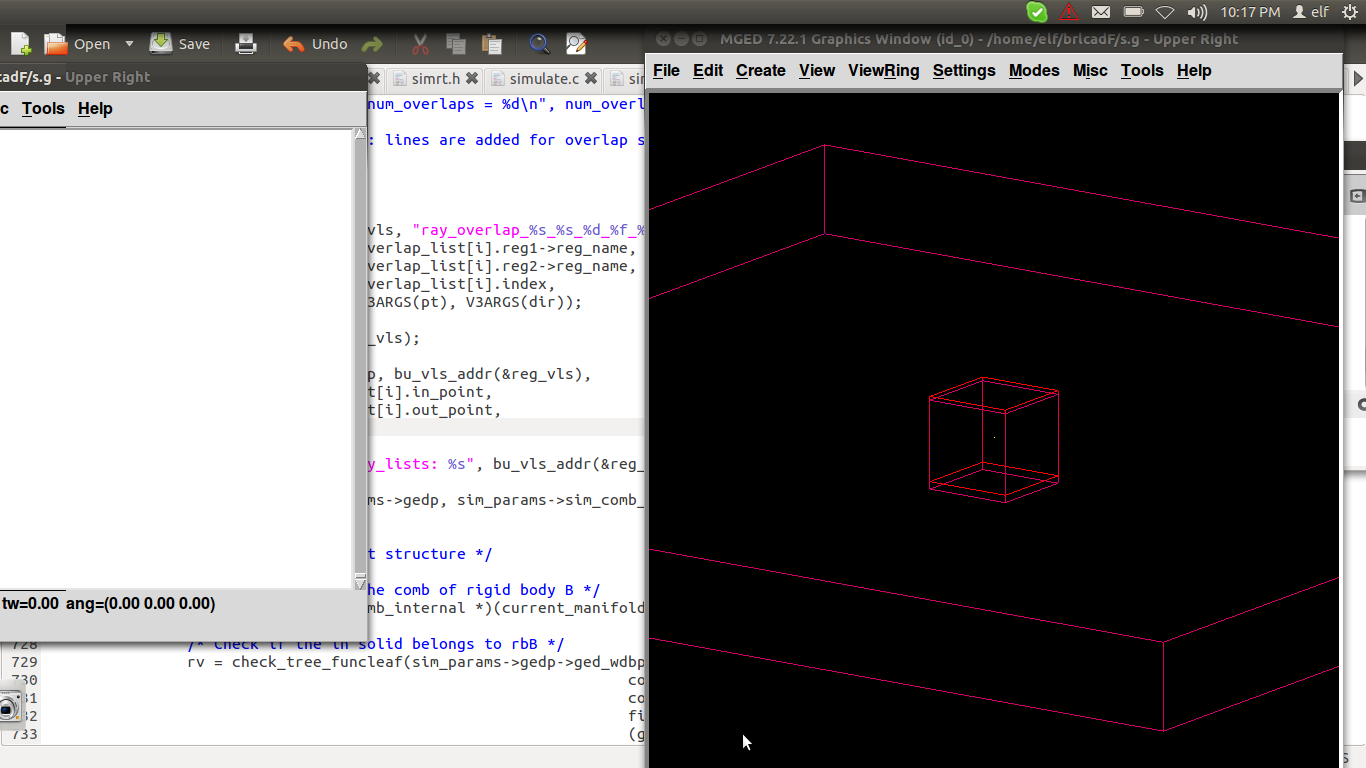 10:17 PM elf
Open Save Undo
MGED 7.22.1 Graphics Window (id_0) - /home/elf/brlcadF/s.g - Upper Right
File Edit Create View ViewRing Settings Modes Misc Tools Help
cadF/s.g - Upper Right
c Tools Help
simrt.h simulate.c sin
num_overlaps = %d\n", num_overl
: lines are added for overlap s
vls, "ray_overlap_%s_%s_%d_%f_%
verlap_list[i].reg1->reg_name,
verlap_list[i].reg2->reg_name,
verlap_list[i].index,
3ARGS(pt), V3ARGS(dir));
_vls);
p, bu_vls_addr(&reg_vls),
t[i].in_point,
t[i].out_point,
y_lists: %s", bu_vls_addr(&reg_
ms->gedp, sim_params->sim_comb_
t structure */
he comb of rigid body B */
mb_internal *)(current_manifold
tw=0.00 ang=(0.00 0.00 0.00)
728 /* Check if the in solid belongs to rbB */
729 rv = check_tree_funcleaf(sim_params->gedp->ged_wdbp
730 co
731 co
732 fi
733 (g